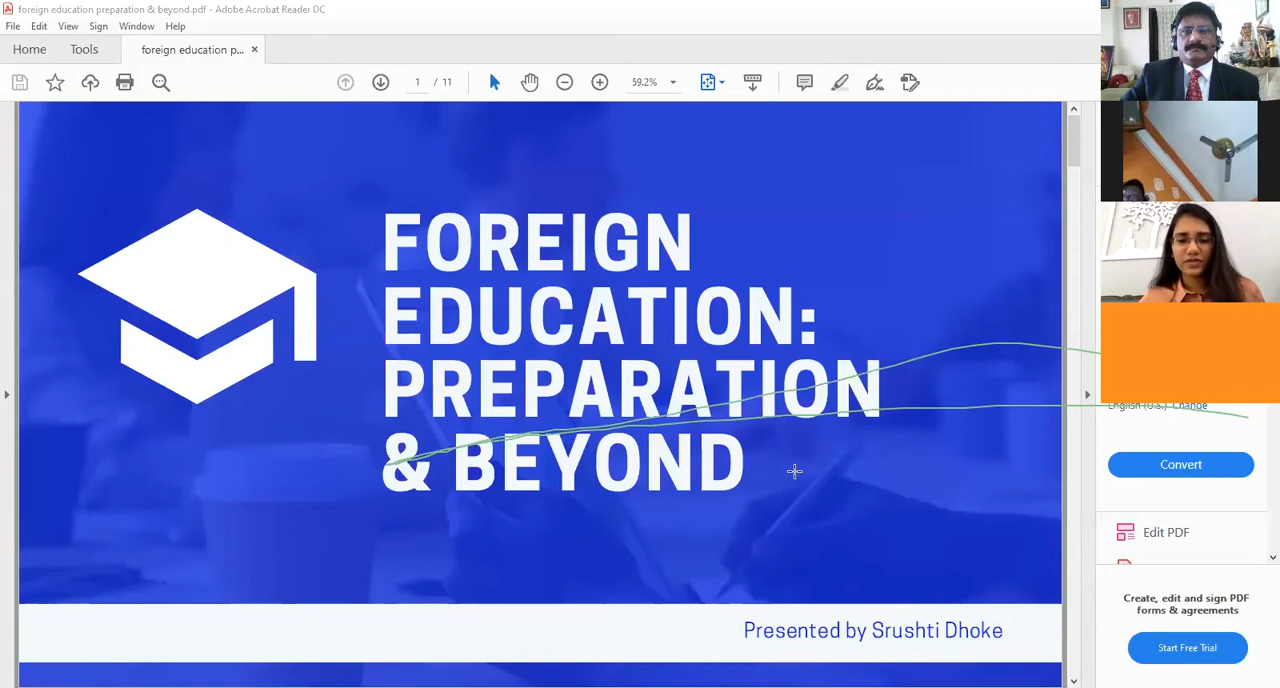 foreign education preparation & beyond.pdf - Adobe Acrobat Reader DC
File Edit View Sign Window Help
Home Tools foreign education p... ×
1 / 11 59.2%
FOREIGN
EDUCATION:
PREPARATION
& BEYOND
Presented by Srushti Dhoke
English (U.S.) Change
Convert
Edit PDF
Create, edit and sign PDF
forms & agreements
Start Free Trial